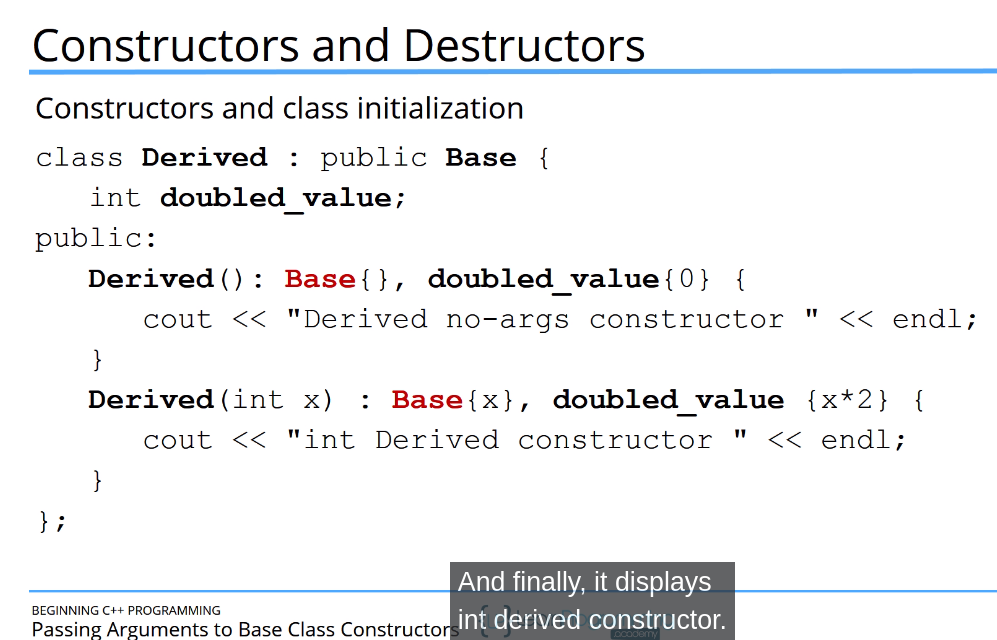 Constructors and Destructors
Constructors and class initialization
class Derived : public Base {
int doubled_value;
public:
Derived(): Base{}, doubled_value{0} {
cout << "Derived no-args constructor " << endl;
}
Derived(int x) : Base{x}, doubled_value {x*2} {
cout << "int Derived constructor " << endl;
}
};
And finally, it displays
int derived constructor.
BEGINNING C++ PROGRAMMING
Passing Arguments to Base Class Constructors
academy